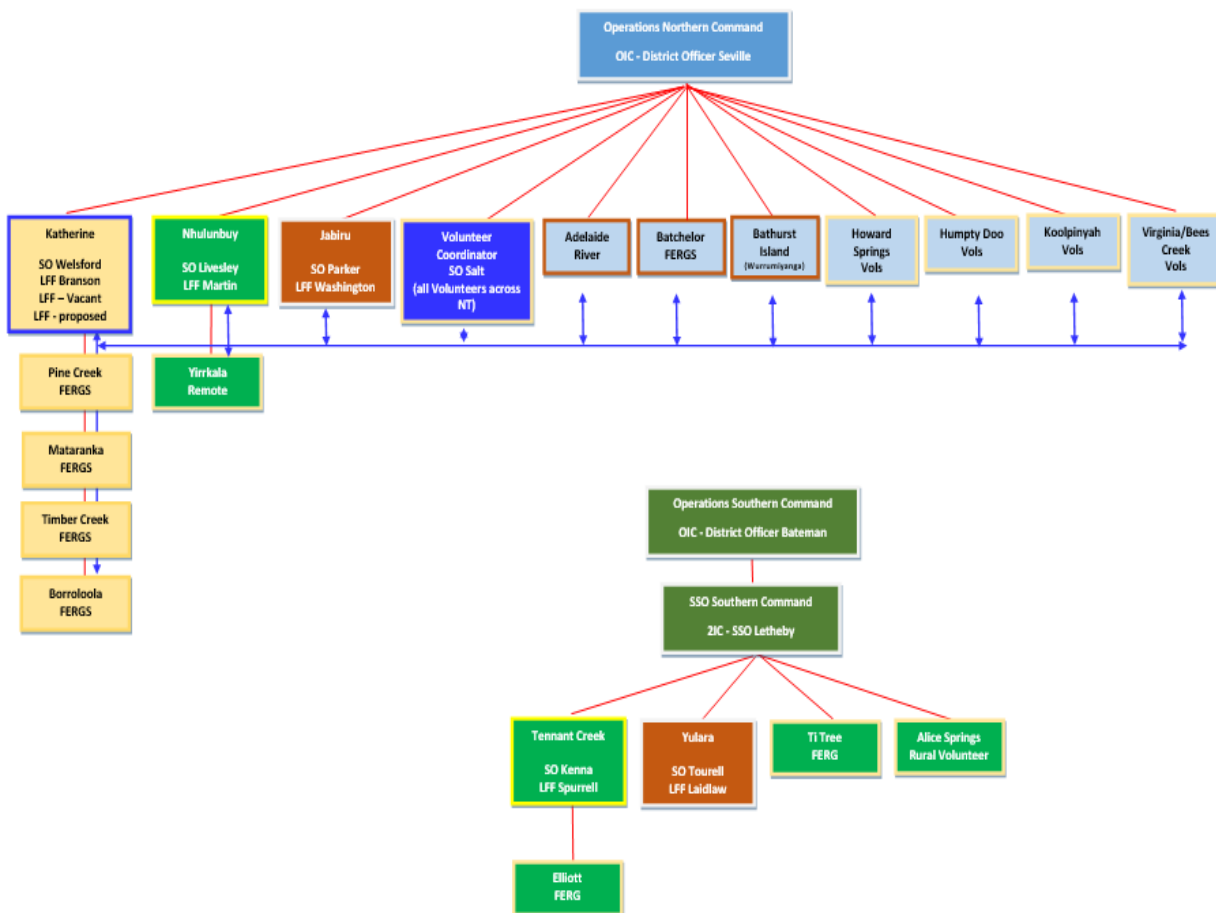 Operations Northern Command
OIC - District Officer Seville
Katherine
SO Welsford
LFF Branson
LFF – Vacant
LFF - proposed
Nhulunbuy
SO Livesley
LFF Martin
Jabiru
SO Parker
LFF Washington
Volunteer
Coordinator
SO Salt
(all Volunteers across
NT)
Adelaide
River
Batchelor
FERGS
Bathurst
Island
(Warramiyanga)
Howard
Springs
Vols
Humpty Doo
Vols
Koolpinyah
Vols
Virginia/Bees
Creek
Vols
Pine Creek
FERGS
Yirrkala
Remote
Mataranka
FERGS
Timber Creek
FERGS
Borroloola
FERGS
Operations Southern Command
OIC - District Officer Bateman
SSO Southern Command
2IC - SSO Letheby
Tennant Creek
SO Kenna
LFF Spurrell
Yulara
SO Tourell
LFF Laidlaw
Ti Tree
FERG
Alice Springs
Rural Volunteer
Elliott
FERG